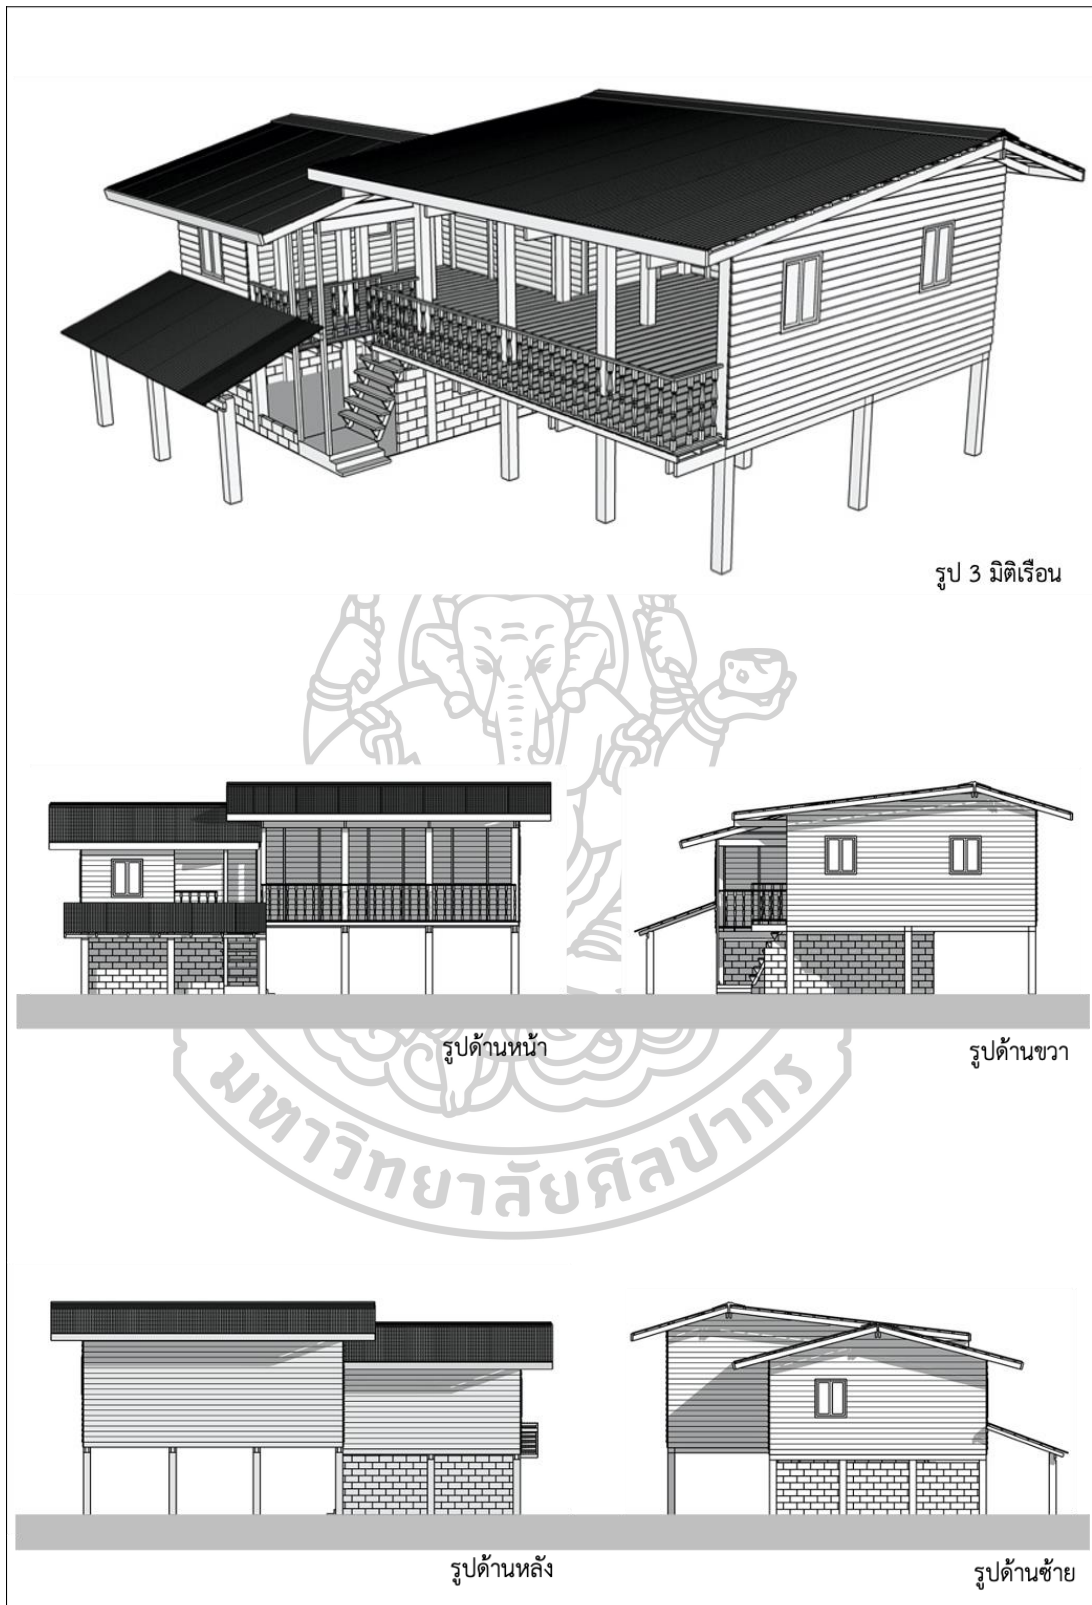 รูป 3 มิติเรือน
รูปด้านหน้า
รูปด้านขวา
มหาวิทยาลัยศิลปากร
รูปด้านหลัง
รูปด้านซ้าย